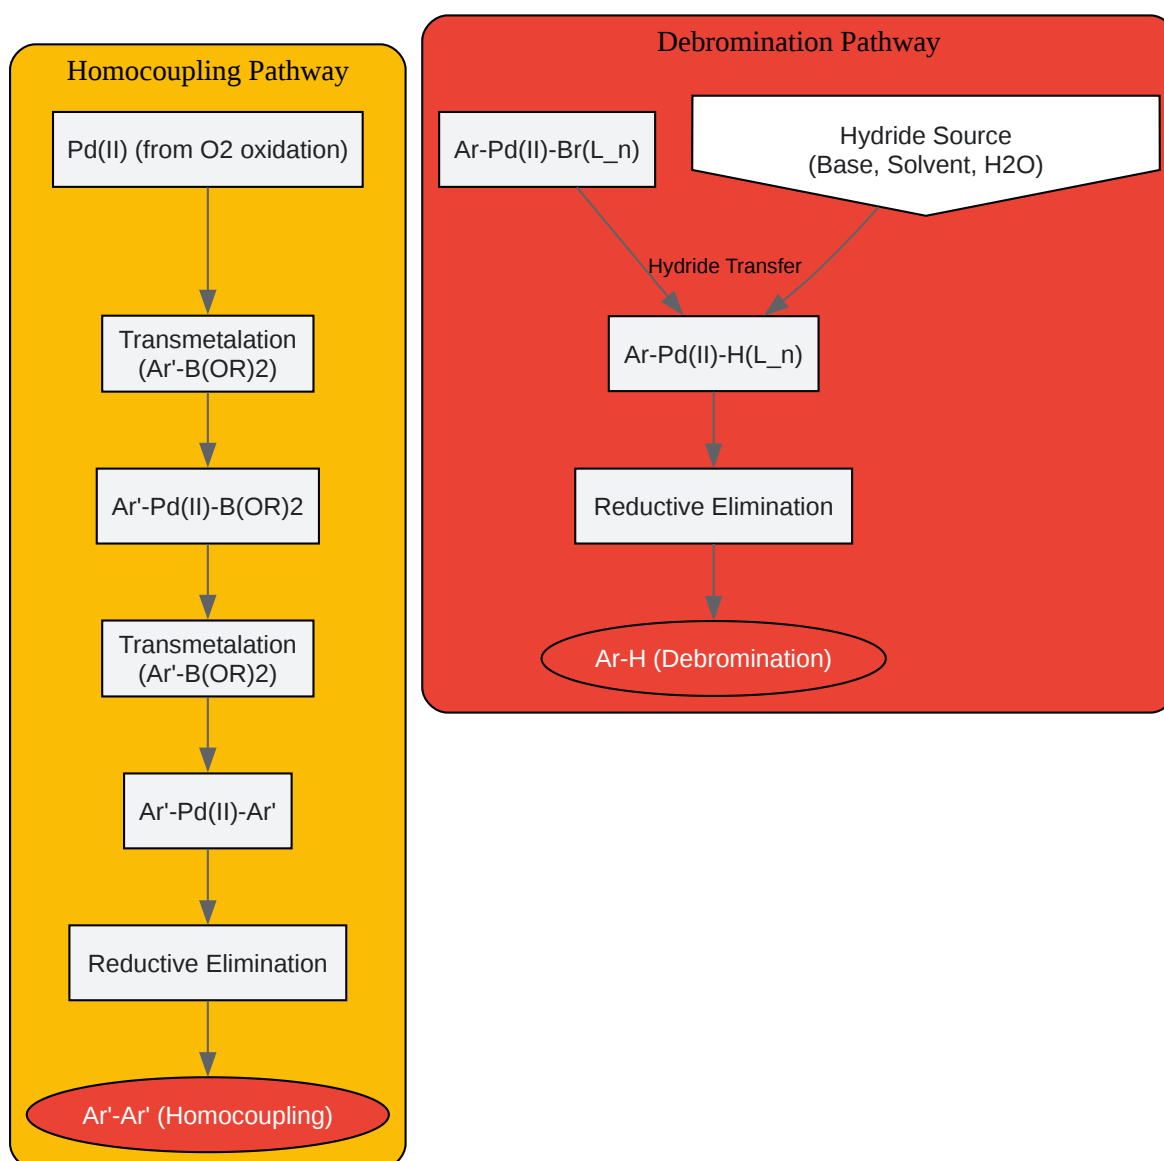 Homocoupling Pathway
Pd(II) (from O2 oxidation)
Transmetalation
(Ar'-B(OR)2)
Ar'-Pd(II)-B(OR)2
Transmetalation
(Ar'-B(OR)2)
Ar'-Pd(II)-Ar'
Reductive Elimination
Ar'-Ar' (Homocoupling)
Debromination Pathway
Ar-Pd(II)-Br(L_n)
Hydride Source
(Base, Solvent, H2O)
Hydride Transfer
Ar-Pd(II)-H(L_n)
Reductive Elimination
Ar-H (Debromination)